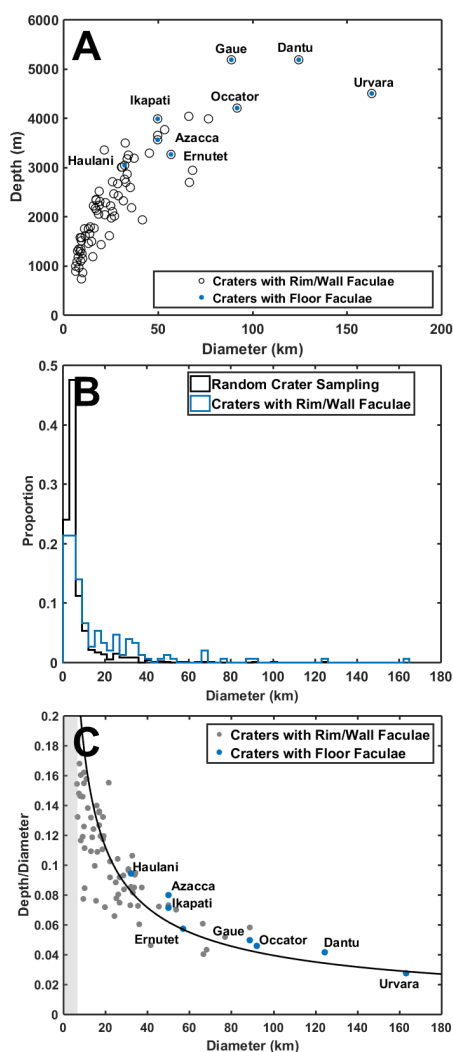 A
6000
5000
4000
3000
2000
1000
0
Depth (m)
Gaue
Dantu
Urvara
Ikapati
Occator
Azacca
Haulani
Ernutet
Craters with Rim/Wall Faculae
Craters with Floor Faculae
0 50 100 150 200
Diameter (km)
B
0.5
0.4
0.3
0.2
0.1
0
Proportion
Random Crater Sampling
Craters with Rim/Wall Faculae
0 20 40 60 80 100 120 140 160 180
Diameter (km)
C
0.2
0.18
0.16
0.14
0.12
0.1
0.08
0.06
0.04
0.02
0
Depth/Diameter
Craters with Rim/Wall Faculae
Craters with Floor Faculae
Haulani
Azacca
Ikapati
Ernutet
Gaue
Occator
Dantu
Urvara
0 20 40 60 80 100 120 140 160 180
Diameter (km)